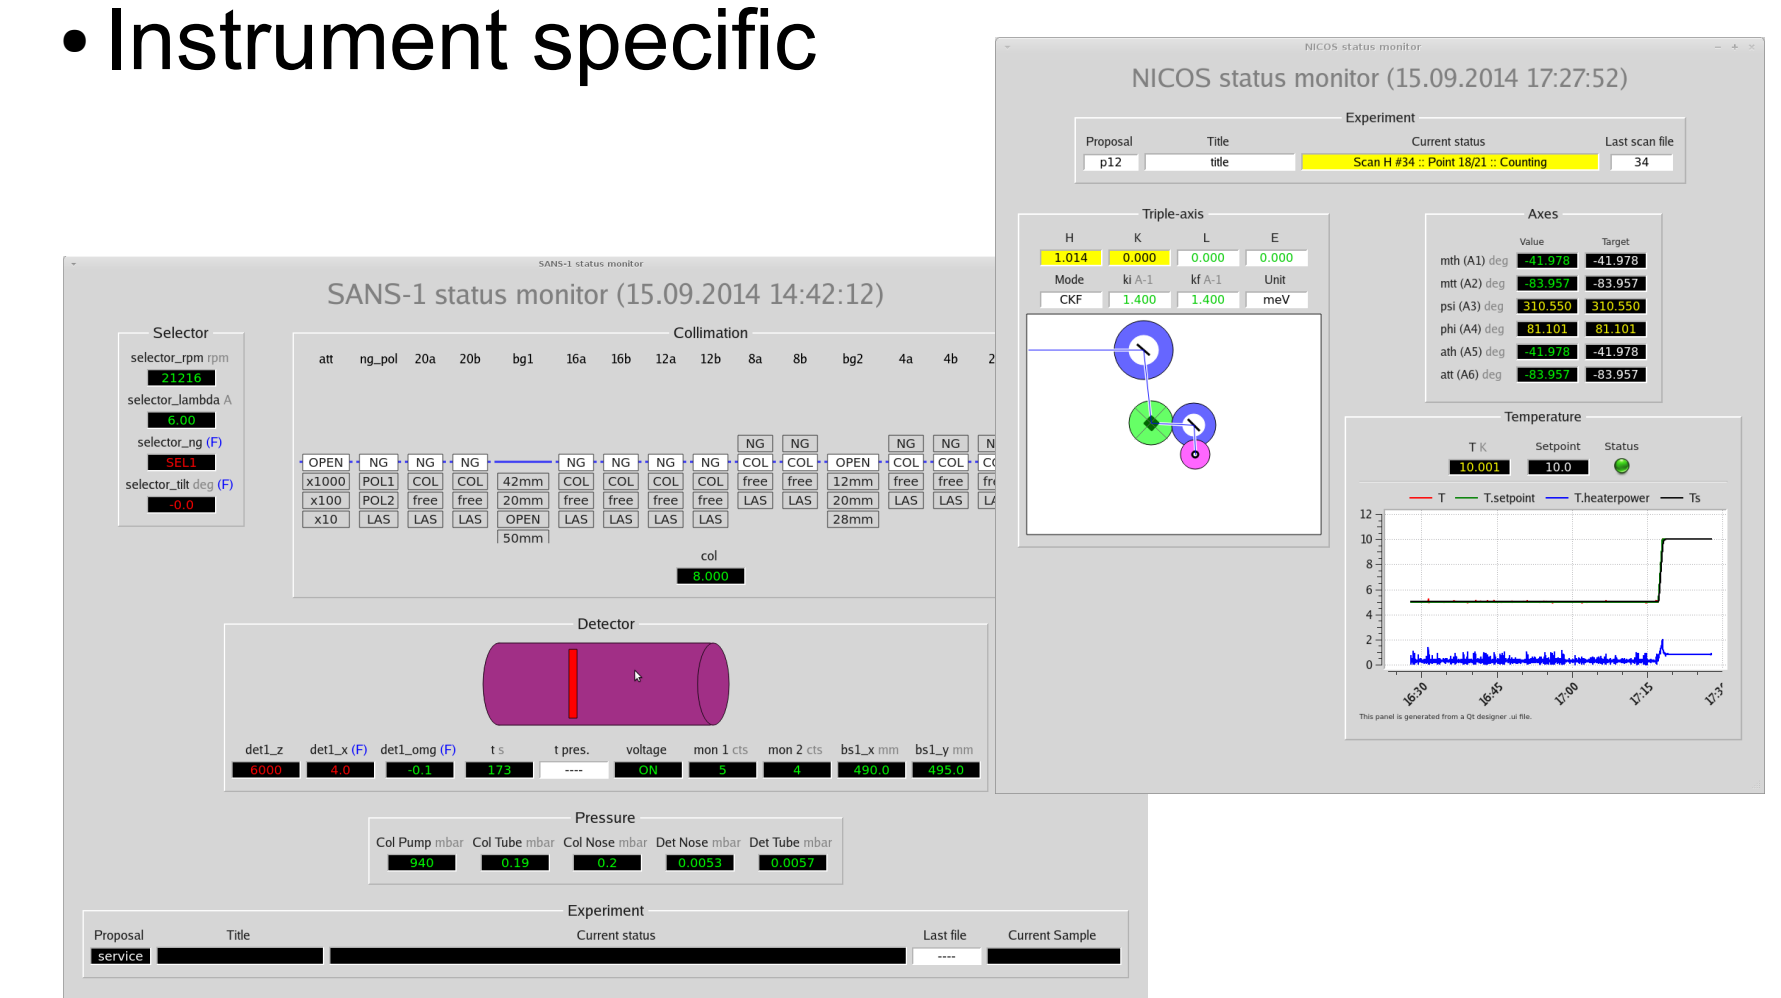 • Instrument specific
SANS-1 status monitor
SANS-1 status monitor (15.09.2014 14:42:12)
Selector
selector_rpm rpm
21216
selector_lambda A
6.00
selector_ng (F)
SEL1
selector_tilt deg (F)
-0.0
Collimation
att ng_pol 20a 20b bg1 16a 16b 12a 12b 8a 8b bg2 4a 4b 2
NG NG NG NG N
OPEN NG NG NG NG NG NG NG COL COL OPEN COL COL CO
x1000 POL1 COL COL 42mm COL COL COL COL free free 12mm free free fre
x100 POL2 free free 20mm free free free free LAS LAS 20mm LAS LAS LA
x10 LAS LAS LAS OPEN LAS LAS LAS LAS 28mm
50mm
col
8.000
Detector
det1_z det1_x (F) det1_omg (F) t s t pres. voltage mon 1 cts mon 2 cts bs1_x mm bs1_y mm
6000 4.0 -0.1 173 ---- ON 5 4 490.0 495.0
Pressure
Col Pump mbar Col Tube mbar Col Nose mbar Det Nose mbar Det Tube mbar
940 0.19 0.2 0.0053 0.0057
Experiment
Proposal Title Current status Last file Current Sample
service ----
NICOS status monitor
NICOS status monitor (15.09.2014 17:27:52)
Experiment
Proposal Title Current status Last scan file
p12 title Scan H #34 :: Point 18/21 :: Counting 34
Triple-axis
H K L E
1.014 0.000 0.000 0.000
Mode ki A-1 kf A-1 Unit
CKF 1.400 1.400 meV
Axes
Value Target
mth (A1) deg -41.978 -41.978
mtt (A2) deg -83.957 -83.957
psi (A3) deg 310.550 310.550
phi (A4) deg 81.101 81.101
ath (A5) deg -41.978 -41.978
att (A6) deg -83.957 -83.957
Temperature
T K Setpoint Status
10.001 10.0
T T.setpoint T.heaterpower Ts
12
10
8
6
4
2
0
16:30 16:45 17:00 17:15 17:3
This panel is generated from a Qt designer .ui file.